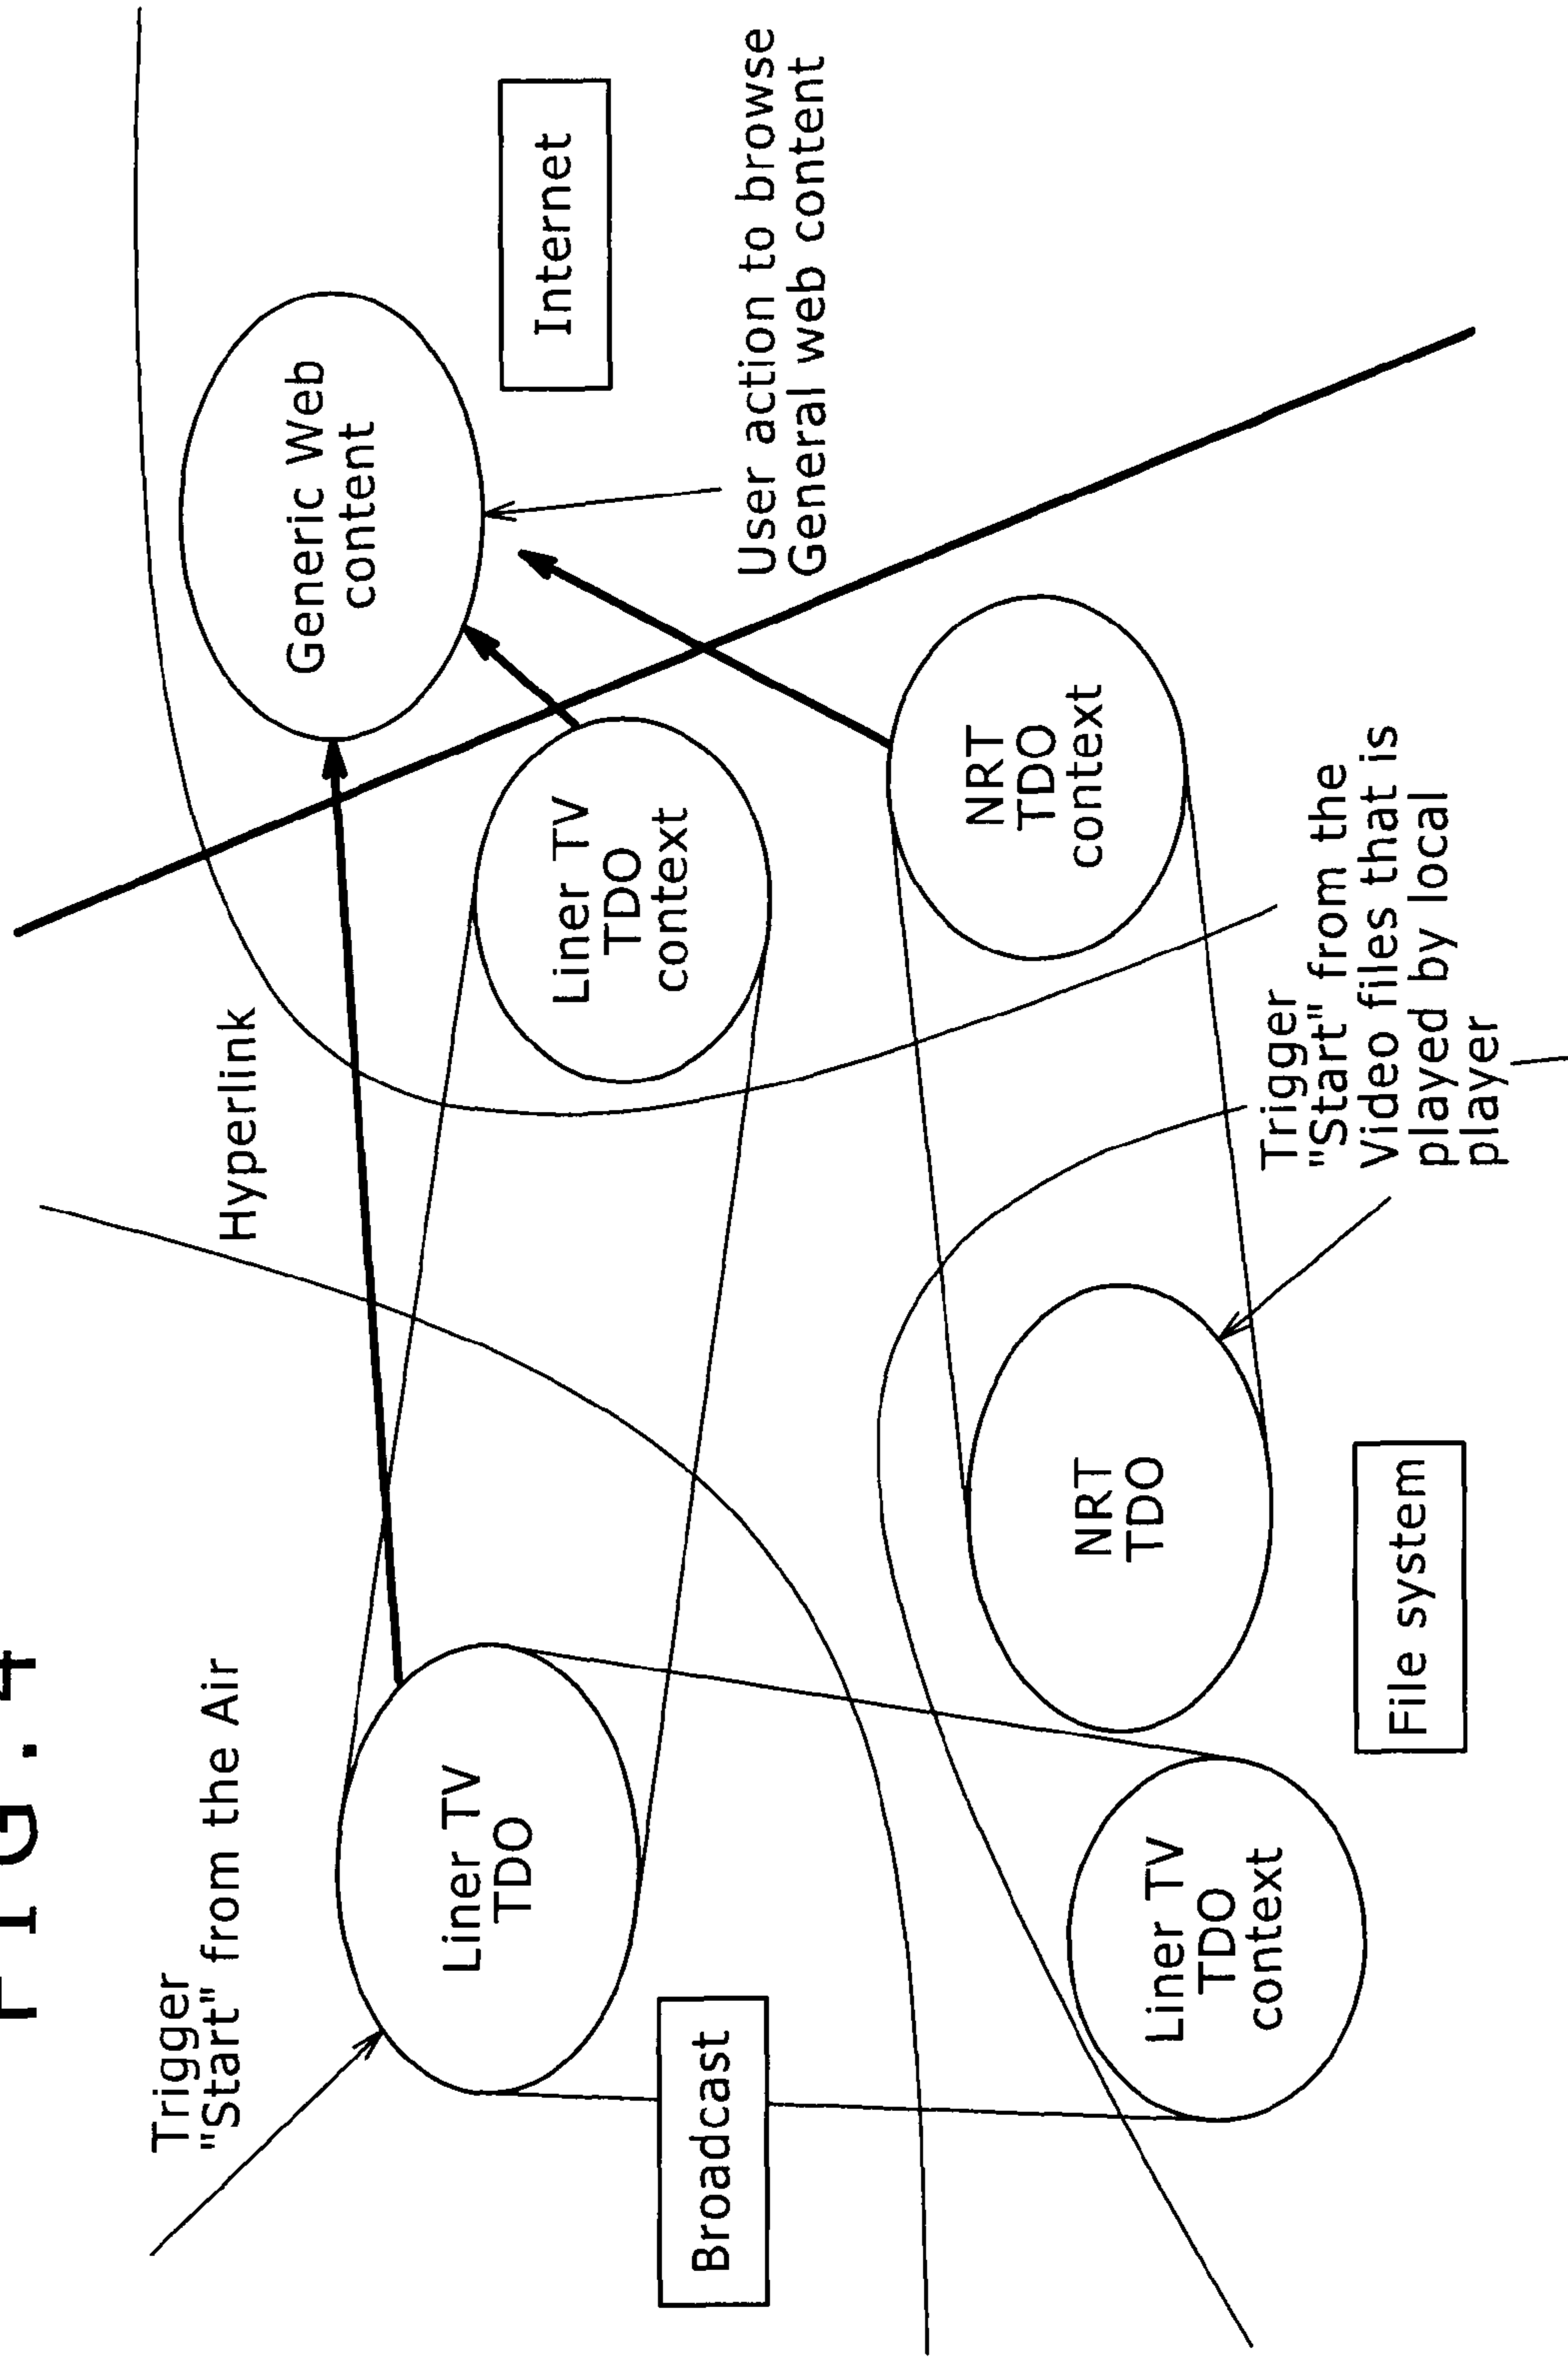 FIG.4
Trigger
"Start" from the Air
Hyperlink
Generic Web
content
Liner TV
TDO
Liner TV
TDO
context
Internet
Broadcast
User action to browse
General web content
NRT
TDO
context
NRT
TDO
Liner TV
TDO
context
Trigger
"Start" from the
Video files that is
played by local
player
File system